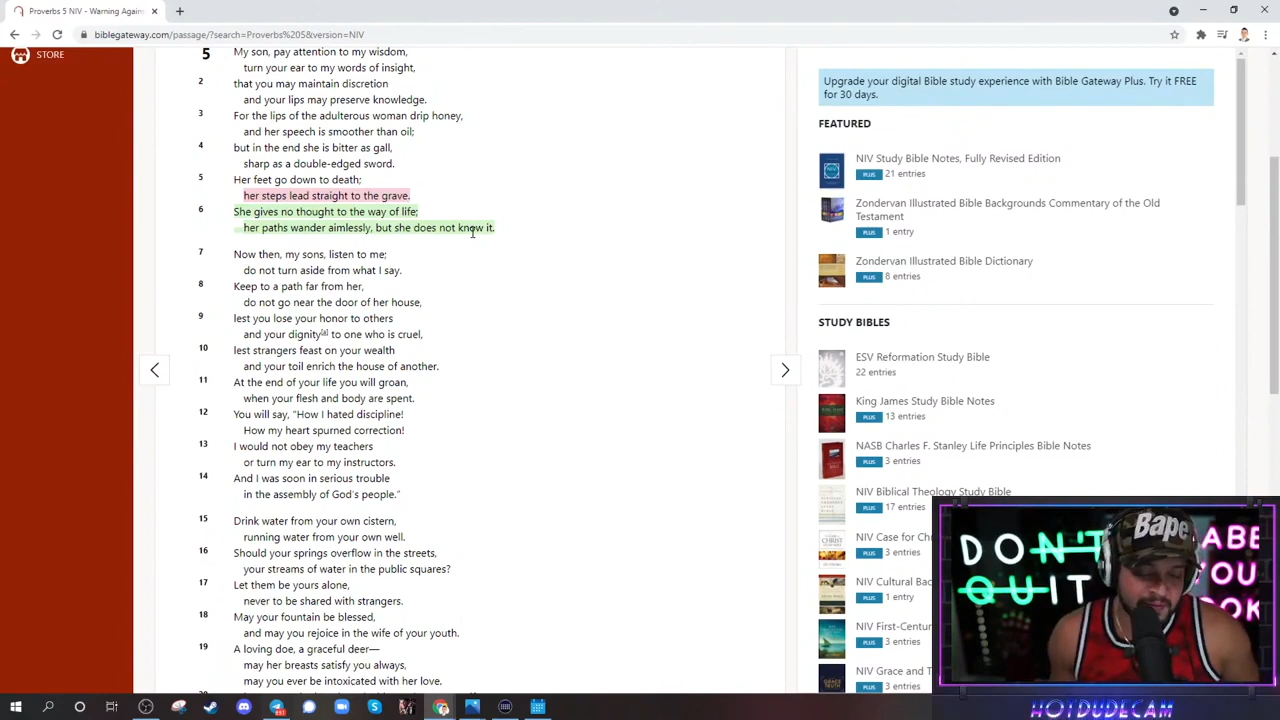 Proverbs 5 NIV - Warning Again
biblegateway.com/passage/?search=Proverbs%205&version=NIV
STORE
5 My son, pay attention to my wisdom,
turn your ear to my words of insight,
2 that you may maintain discretion
and your lips may preserve knowledge.
3 For the lips of the adulterous woman drip honey,
and her speech is smoother than oil;
4 but in the end she is bitter as gall,
sharp as a double-edged sword.
5 Her feet go down to death;
her steps lead straight to the grave.
6 She gives no thought to the way of life;
her paths wander aimlessly, but she does not know it.
7 Now then, my sons, listen to me;
do not turn aside from what I say.
8 Keep to a path far from her,
do not go near the door of her house,
9 lest you lose your honor to others
and your dignity[a] to one who is cruel,
10 lest strangers feast on your wealth
and your toil enrich the house of another.
11 At the end of your life you will groan,
when your flesh and body are spent.
12 You will say, "How I hated discipline!
How my heart spurned correction!
13 I would not obey my teachers
or turn my ear to my instructors.
14 And I was soon in serious trouble
in the assembly of God's people."
15 Drink water from your own cistern,
running water from your own well.
16 Should your springs overflow in the streets,
your streams of water in the public squares?
17 Let them be yours alone,
never to be shared with strangers.
18 May your fountain be blessed,
and may you rejoice in the wife of your youth.
19 A loving doe, a graceful deer—
may her breasts satisfy you always,
may you ever be intoxicated with her love.
Upgrade your digital Bible study experience with Bible Gateway Plus. Try it FREE
for 30 days.
FEATURED
NIV Study Bible Notes, Fully Revised Edition
PLUS 21 entries
Zondervan Illustrated Bible Backgrounds Commentary of the Old
Testament
PLUS 1 entry
Zondervan Illustrated Bible Dictionary
PLUS 8 entries
STUDY BIBLES
ESV Reformation Study Bible
22 entries
King James Study Bible Notes
PLUS 13 entries
NASB Charles F. Stanley Life Principles Bible Notes
PLUS 3 entries
NIV Biblical Theology Study Bible
PLUS 17 entries
NIV Case for Ch
PLUS 3 entries
NIV Cultural Bac
PLUS 1 entry
NIV First-Centur
PLUS 3 entries
NIV Grace and T
PLUS 3 entries
Bape
DON'T
QUIT
ABE
YOU
OK
HOTDUDECAM